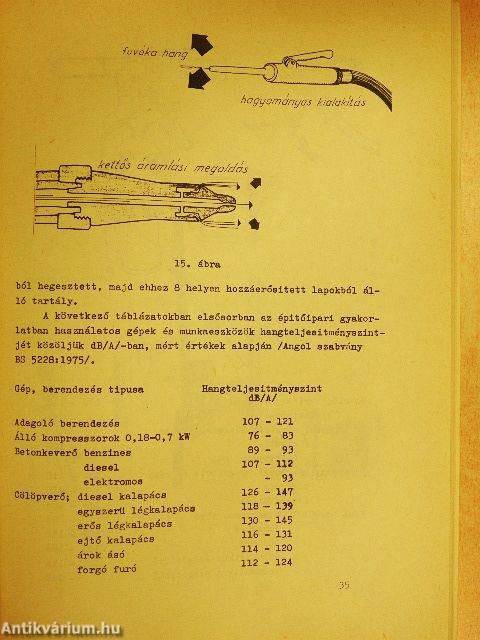 fuvóka hang
hagyományos kialakítás
kettős áramlási megoldás
15. ábra
ból hegesztett, majd ehhez 8 helyen hozzáerősített lapokból ál-
ló tartály.
A következő táblázatokban elsősorban az építőipari gyakor-
latban használatos gépek és munkaeszközök hangteljesitményszint-
jét közöljük dB/A/-ban, mért értékek alapján /Angol szabvány
BS 5228:1975/.
Gép, berendezés tipusa Hangteljesitményszint
dB/A/
Adagoló berendezés 107 - 121
Álló kompresszorok 0,18-0,7 kW 76 - 83
Betonkeverő benzines 89 - 93
diesel 107 - 112
elektromos - 93
Cölöpverő; diesel kalapács 126 - 147
egyszerű légkalapács 118 - 139
erős légkalapács 130 - 145
ejtő kalapács 116 - 131
árok ásó 114 - 120
forgó furó 112 - 124
35
Antikvárium.hu